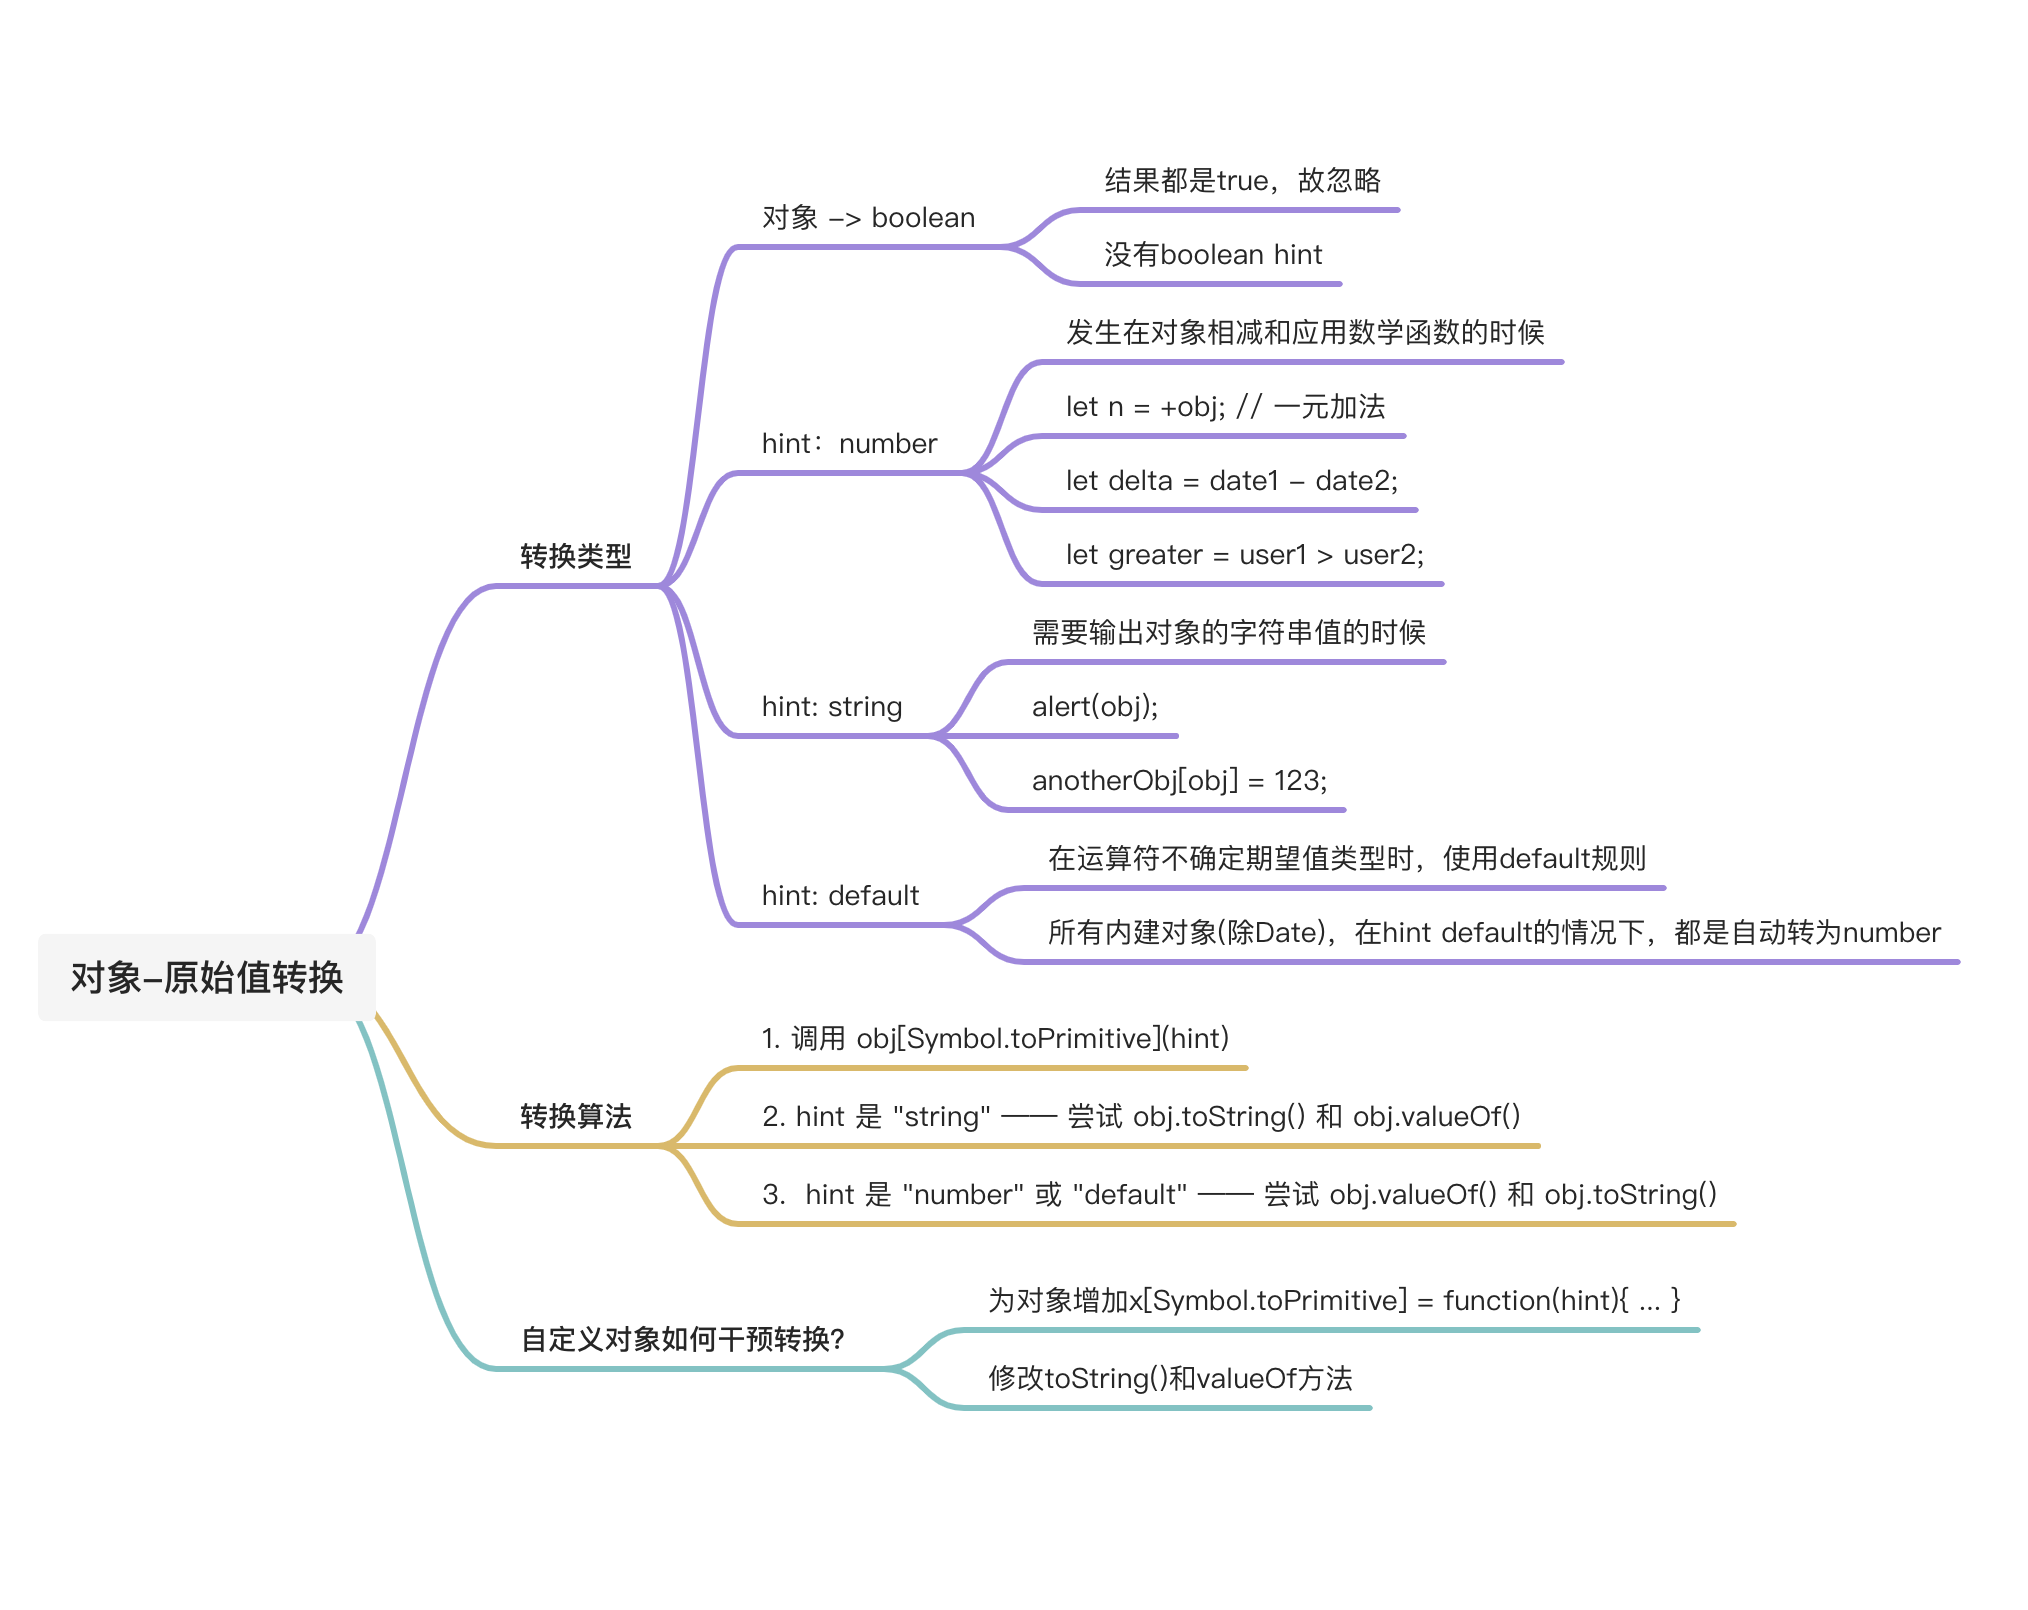 对象-原始值转换
转换类型
对象 -> boolean
结果都是true，故忽略
没有boolean hint
hint：number
发生在对象相减和应用数学函数的时候
let n = +obj; // 一元加法
let delta = date1 - date2;
let greater = user1 > user2;
hint: string
需要输出对象的字符串值的时候
alert(obj);
anotherObj[obj] = 123;
hint: default
在运算符不确定期望值类型时，使用default规则
所有内建对象(除Date)，在hint default的情况下，都是自动转为number
转换算法
1. 调用 obj[Symbol.toPrimitive](hint)
2. hint 是 "string" —— 尝试 obj.toString() 和 obj.valueOf()
3.  hint 是 "number" 或 "default" —— 尝试 obj.valueOf() 和 obj.toString()
自定义对象如何干预转换?
为对象增加x[Symbol.toPrimitive] = function(hint){ ... }
修改toString()和valueOf方法